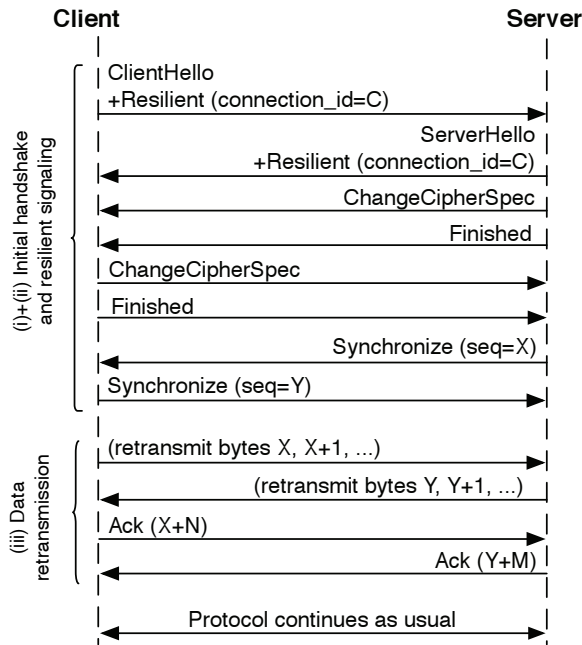 Client
Server
ClientHello
+Resilient (connection_id=C)
ServerHello
+Resilient (connection_id=C)
ChangeCipherSpec
Finished
ChangeCipherSpec
Finished
Synchronize (seq=X)
Synchronize (seq=Y)
(i)+(ii) Initial handshake
and resilient signaling
(retransmit bytes X, X+1, ...)
(retransmit bytes Y, Y+1, ...)
Ack (X+N)
Ack (Y+M)
(iii) Data
retransmission
Protocol continues as usual